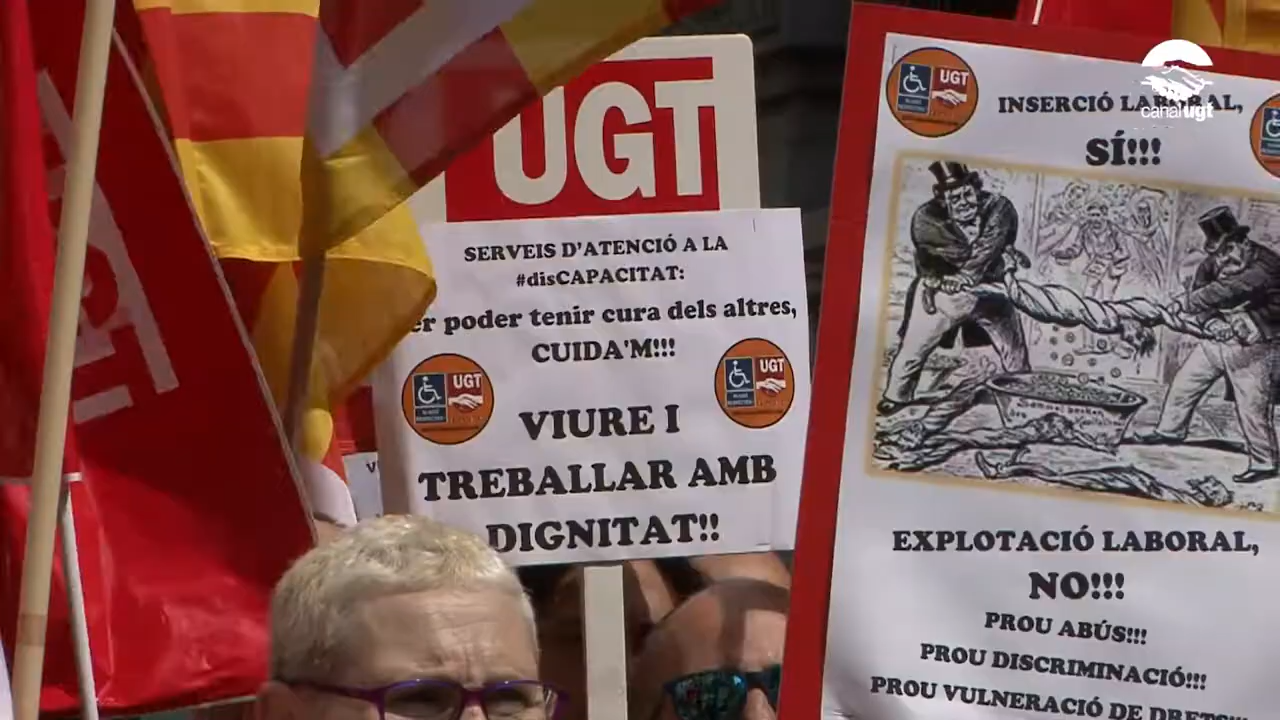 UGT
SERVEIS D'ATENCIÓ A LA
#disCAPACITAT:
er poder tenir cura dels altres,
CUIDA'M!!!
UGT
UGT
VIURE I
TREBALLAR AMB
DIGNITAT!!
UGT
INSERCIÓ LABORAL,
SÍ!!!
canalugt
EXPLOTACIÓ LABORAL,
NO!!!
PROU ABÚS!!!
PROU DISCRIMINACIÓ!!!
PROU VULNERACIÓ DE DRETS!!!